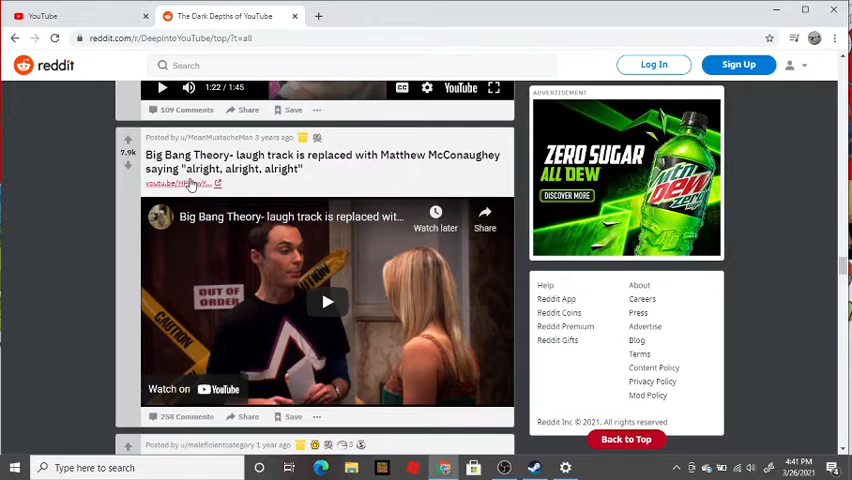 YouTube
The Dark Depths of YouTube
reddit.com/r/DeepIntoYouTube/top/?t=all
reddit
Search
Log In
Sign Up
1:22 / 1:45
CC
YouTube
109 Comments
Share
Save
Posted by u/MoanMustacheMan 3 years ago
7.9k
Big Bang Theory- laugh track is replaced with Matthew McConaughey
saying "alright, alright, alright"
Big Bang Theory- laugh track is replaced wit...
Watch later
Share
OUT OF
ORDER
CAUTION
Watch on YouTube
258 Comments
Share
Save
Posted by u/maleficientcategory 1 year ago
3
ADVERTISEMENT
ZERO SUGAR
ALL DEW
DISCOVER MORE
mtn
DEW
ZERO
Help
About
Reddit App
Careers
Reddit Coins
Press
Reddit Premium
Advertise
Reddit Gifts
Blog
Terms
Content Policy
Privacy Policy
Mod Policy
Reddit Inc © 2021. All rights reserved
Back to Top
Type here to search
4:41 PM
3/26/2021
4